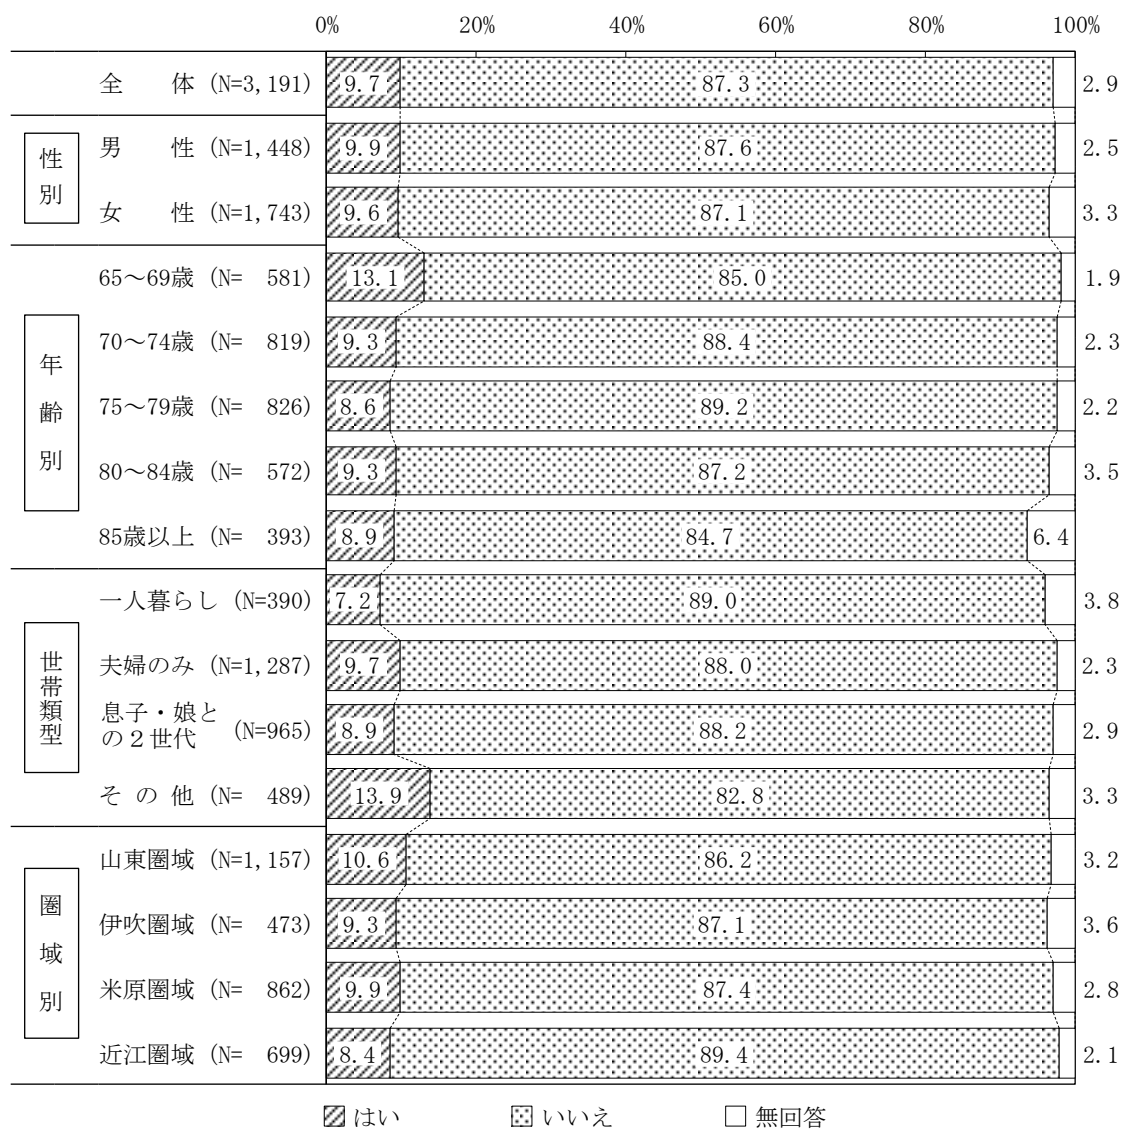 0% 20% 40% 60% 80% 100%
全 体 (N=3,191) 9.7 87.3 2.9
性別
男 性 (N=1,448) 9.9 87.6 2.5
女 性 (N=1,743) 9.6 87.1 3.3
年齢別
65～69歳 (N= 581) 13.1 85.0 1.9
70～74歳 (N= 819) 9.3 88.4 2.3
75～79歳 (N= 826) 8.6 89.2 2.2
80～84歳 (N= 572) 9.3 87.2 3.5
85歳以上 (N= 393) 8.9 84.7 6.4
世帯類型
一人暮らし (N=390) 7.2 89.0 3.8
夫婦のみ (N=1,287) 9.7 88.0 2.3
息子・娘と
の２世代 (N=965) 8.9 88.2 2.9
そ の 他 (N= 489) 13.9 82.8 3.3
圏域別
山東圏域 (N=1,157) 10.6 86.2 3.2
伊吹圏域 (N= 473) 9.3 87.1 3.6
米原圏域 (N= 862) 9.9 87.4 2.8
近江圏域 (N= 699) 8.4 89.4 2.1
はい いいえ 無回答